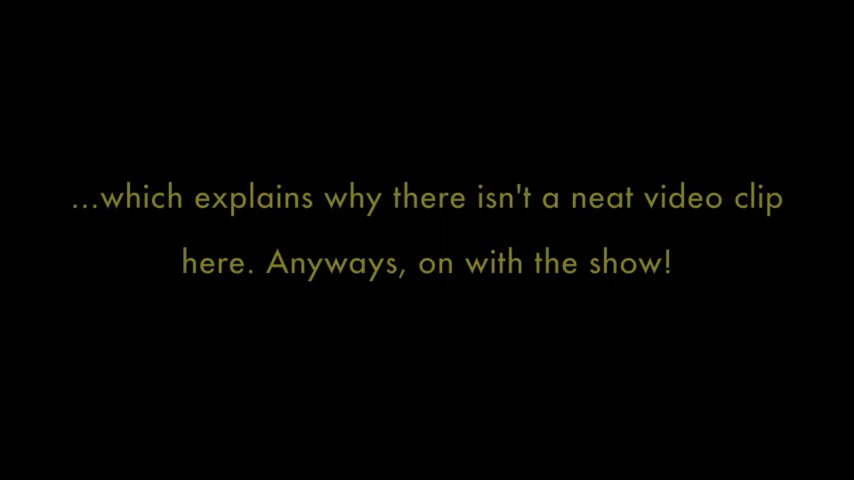 ...which explains why there isn't a neat video clip
here. Anyways, on with the show!